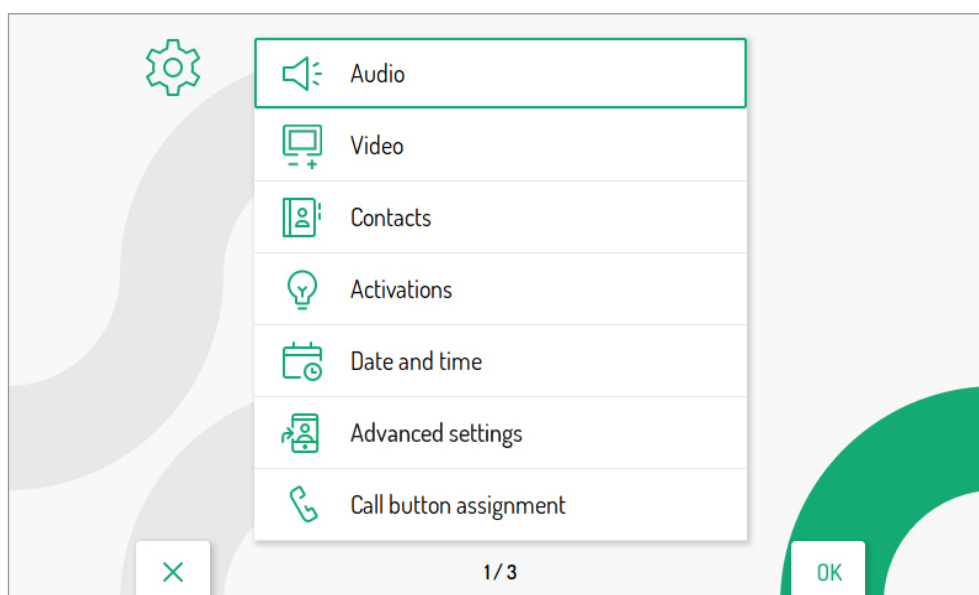 Audio
Video
Contacts
Activations
Date and time
Advanced settings
Call button assignment
1/3
OK